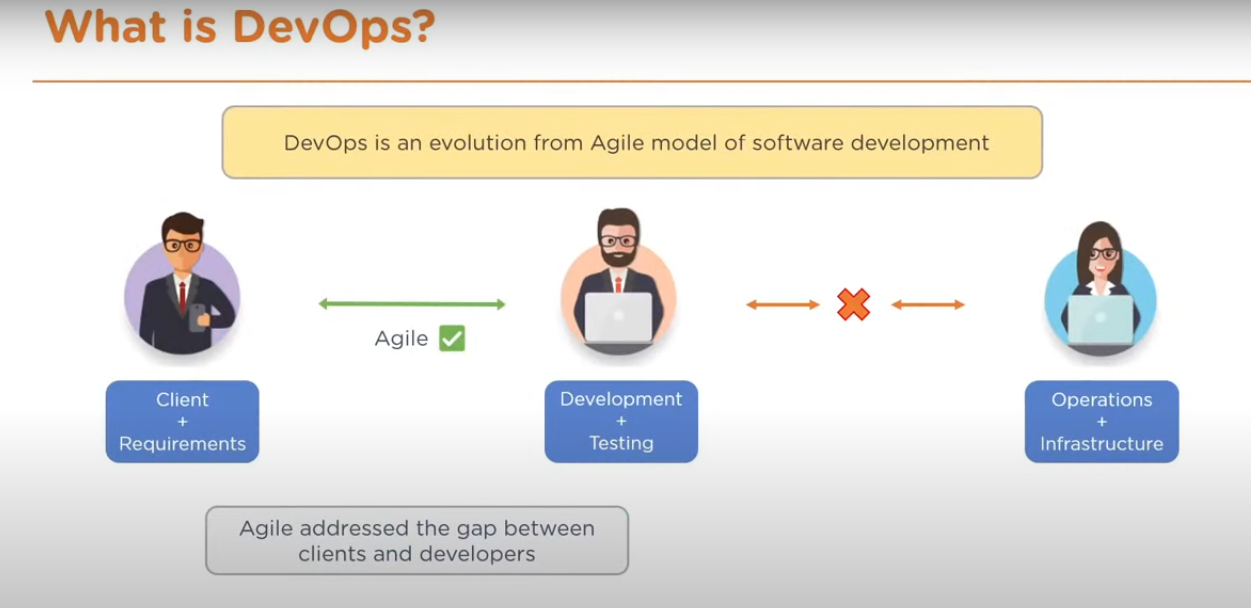 What is DevOps?
DevOps is an evolution from Agile model of software development
Agile
Client
+
Requirements
Development
+
Testing
Operations
+
Infrastructure
Agile addressed the gap between
clients and developers